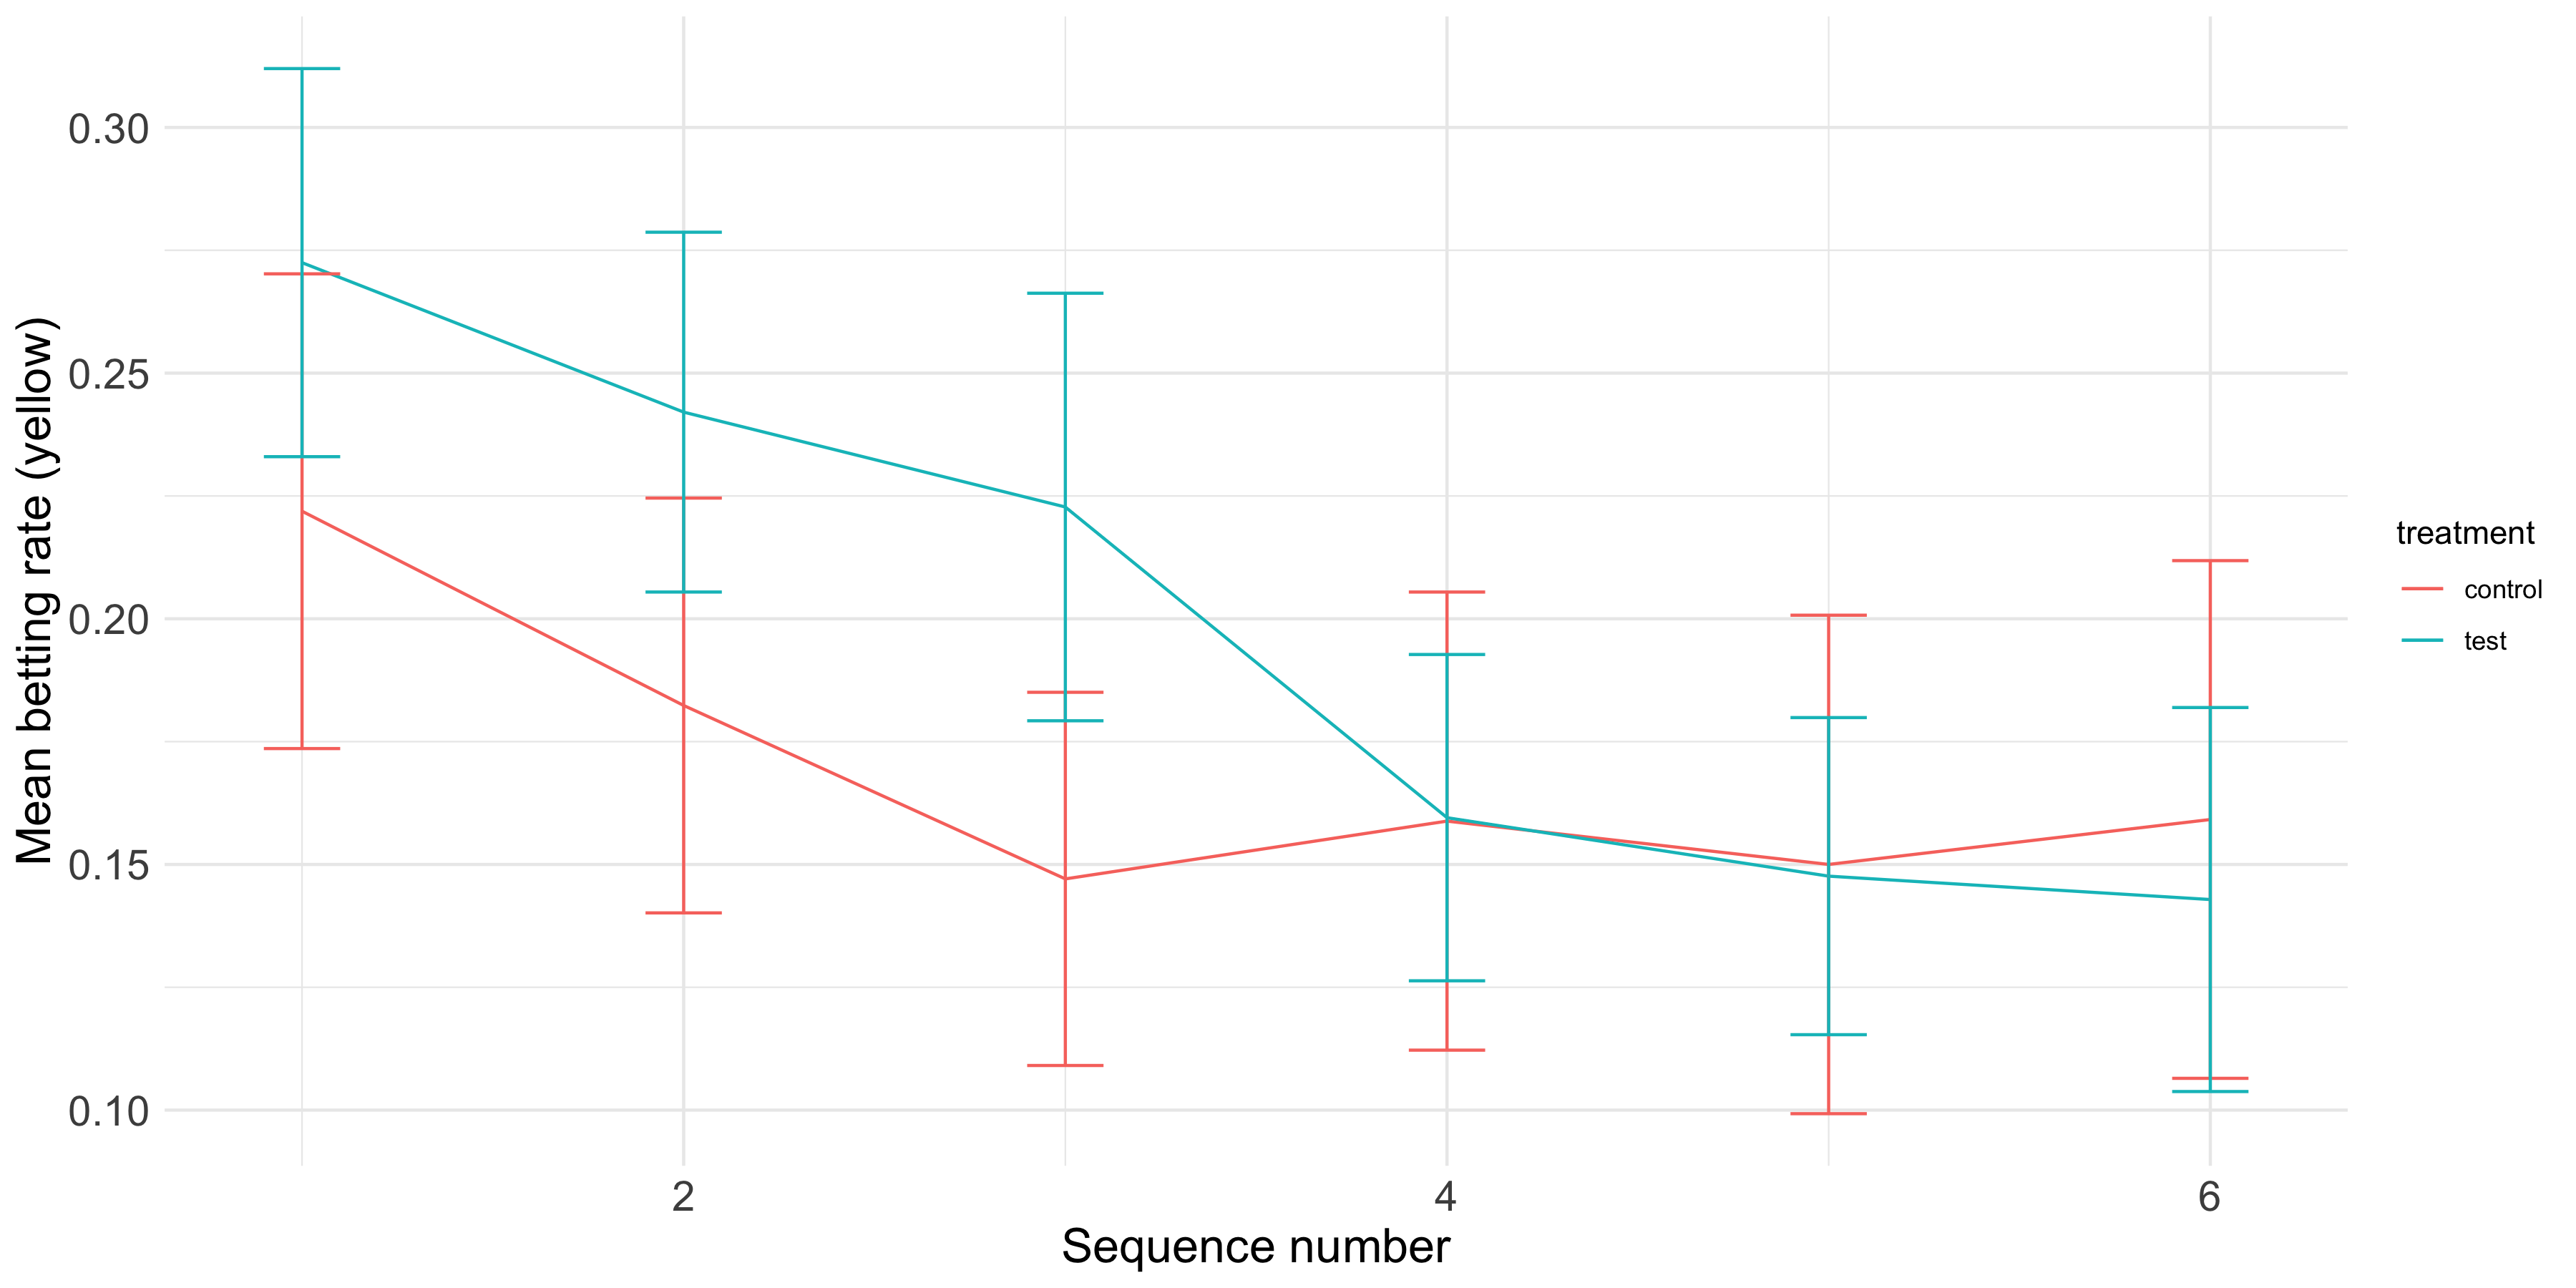 Mean betting rate (yellow)
0.30
0.25
0.20
0.15
0.10
2
4
6
Sequence number
treatment
control
test